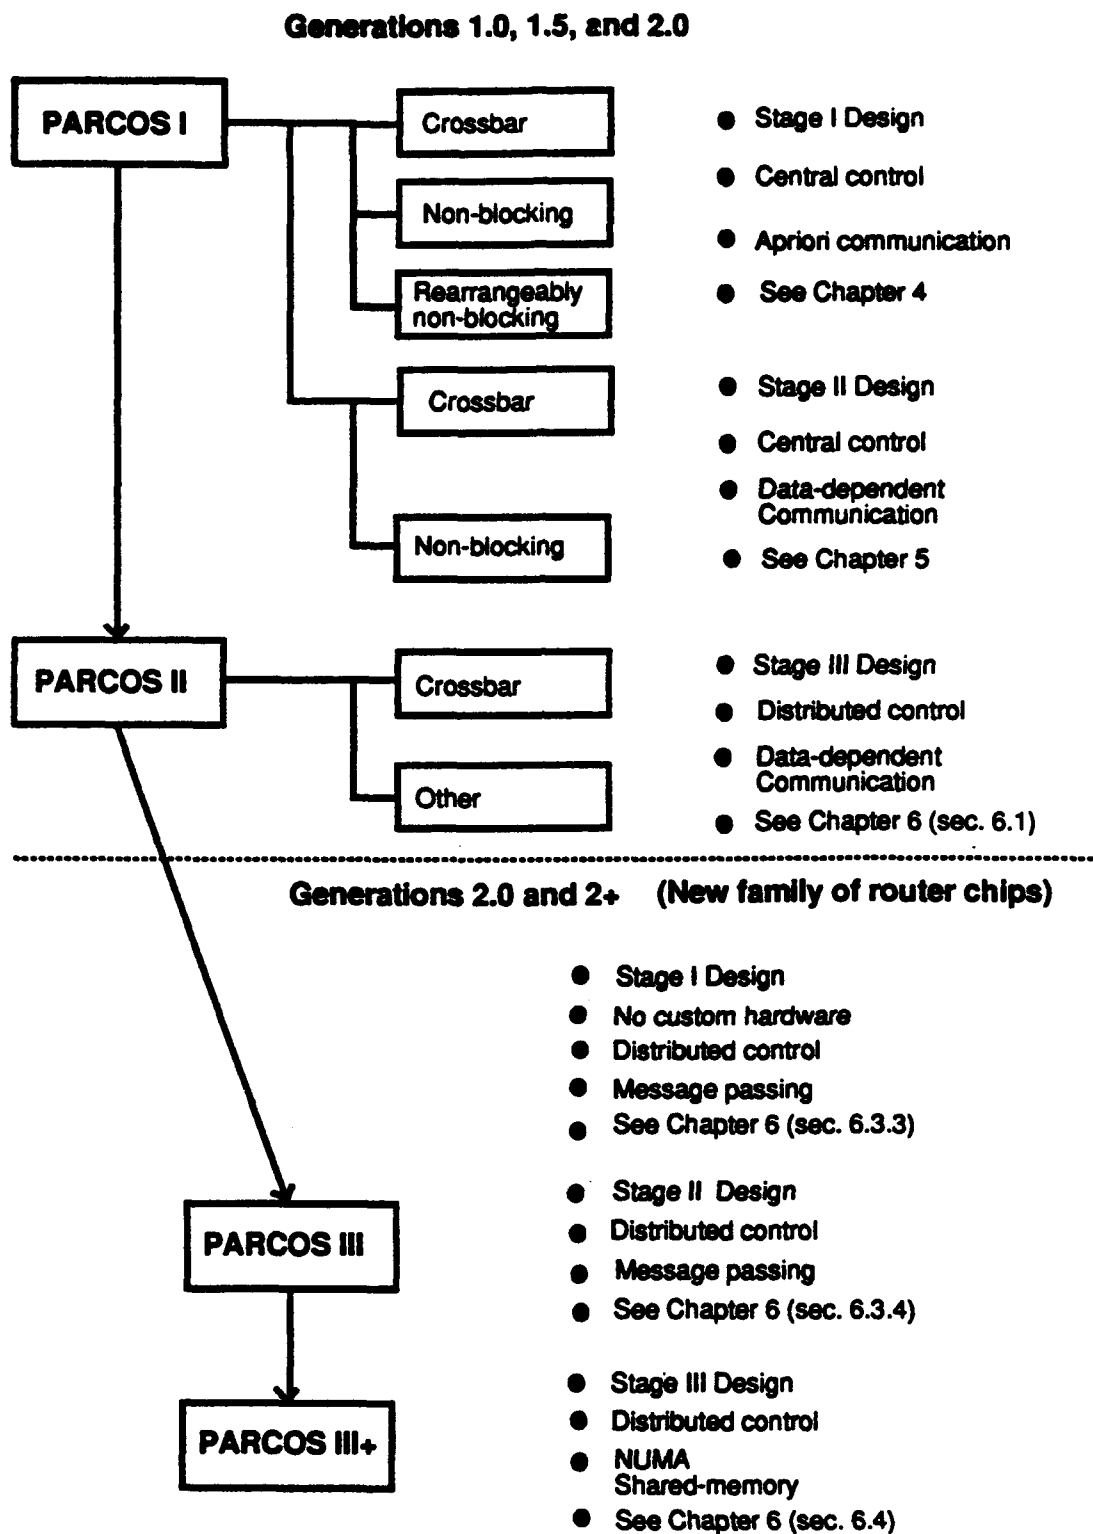 Generations 1.0, 1.5, and 2.0
PARCOS I
Crossbar
Non-blocking
Rearrangeably
non-blocking
● Stage I Design
● Central control
● Apriori communication
● See Chapter 4
Crossbar
Non-blocking
● Stage II Design
● Central control
● Data-dependent
Communication
● See Chapter 5
PARCOS II
Crossbar
Other
● Stage III Design
● Distributed control
● Data-dependent
Communication
● See Chapter 6 (sec. 6.1)
Generations 2.0 and 2+ (New family of router chips)
● Stage I Design
● No custom hardware
● Distributed control
● Message passing
● See Chapter 6 (sec. 6.3.3)
PARCOS III
● Stage II Design
● Distributed control
● Message passing
● See Chapter 6 (sec. 6.3.4)
PARCOS III+
● Stage III Design
● Distributed control
● NUMA
Shared-memory
● See Chapter 6 (sec. 6.4)